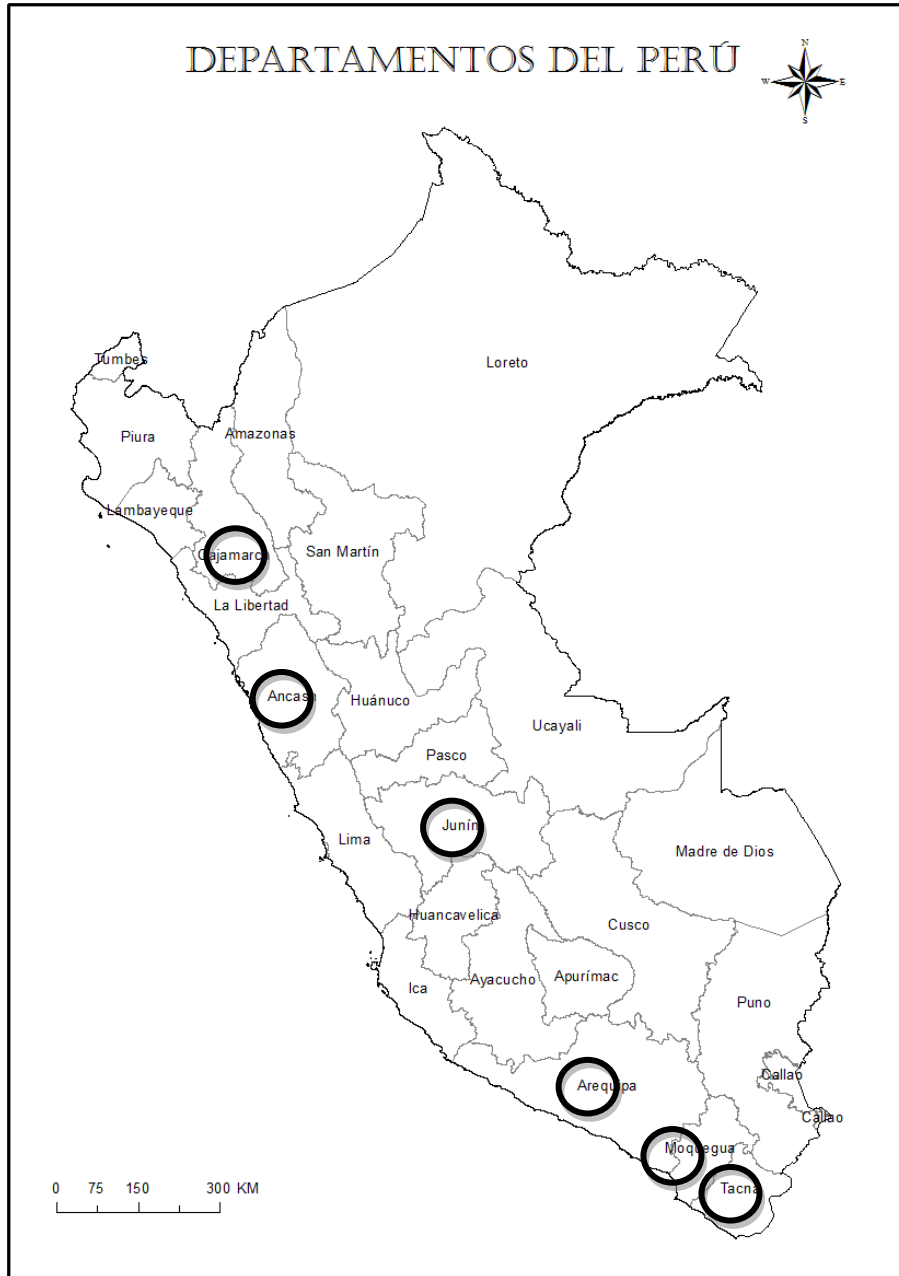 DEPARTAMENTOS DEL PERÚ
N
W
E
S
Loreto
Tumbes
Amazonas
Piura
Lambayeque
Cajamarca
San Martín
La Libertad
Ancash
Huánuco
Ucayali
Pasco
Junín
Lima
Madre de Dios
Huancavelica
Cusco
Ica
Ayacucho
Apurímac
Puno
Callao
Arequipa
Callao
Moquegua
Tacna
0 75 150 300 KM